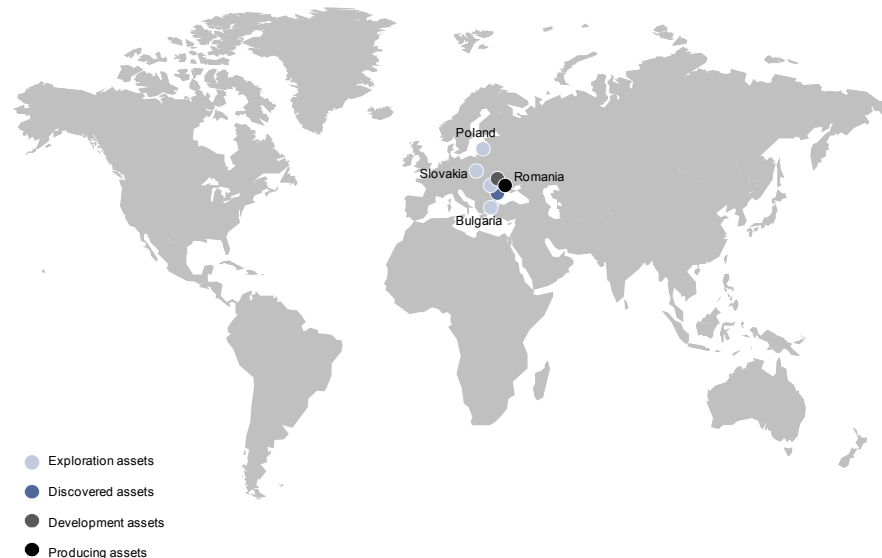 Poland
Slovakia
Romania
Bulgaria
Exploration assets
Discovered assets
Development assets
Producing assets